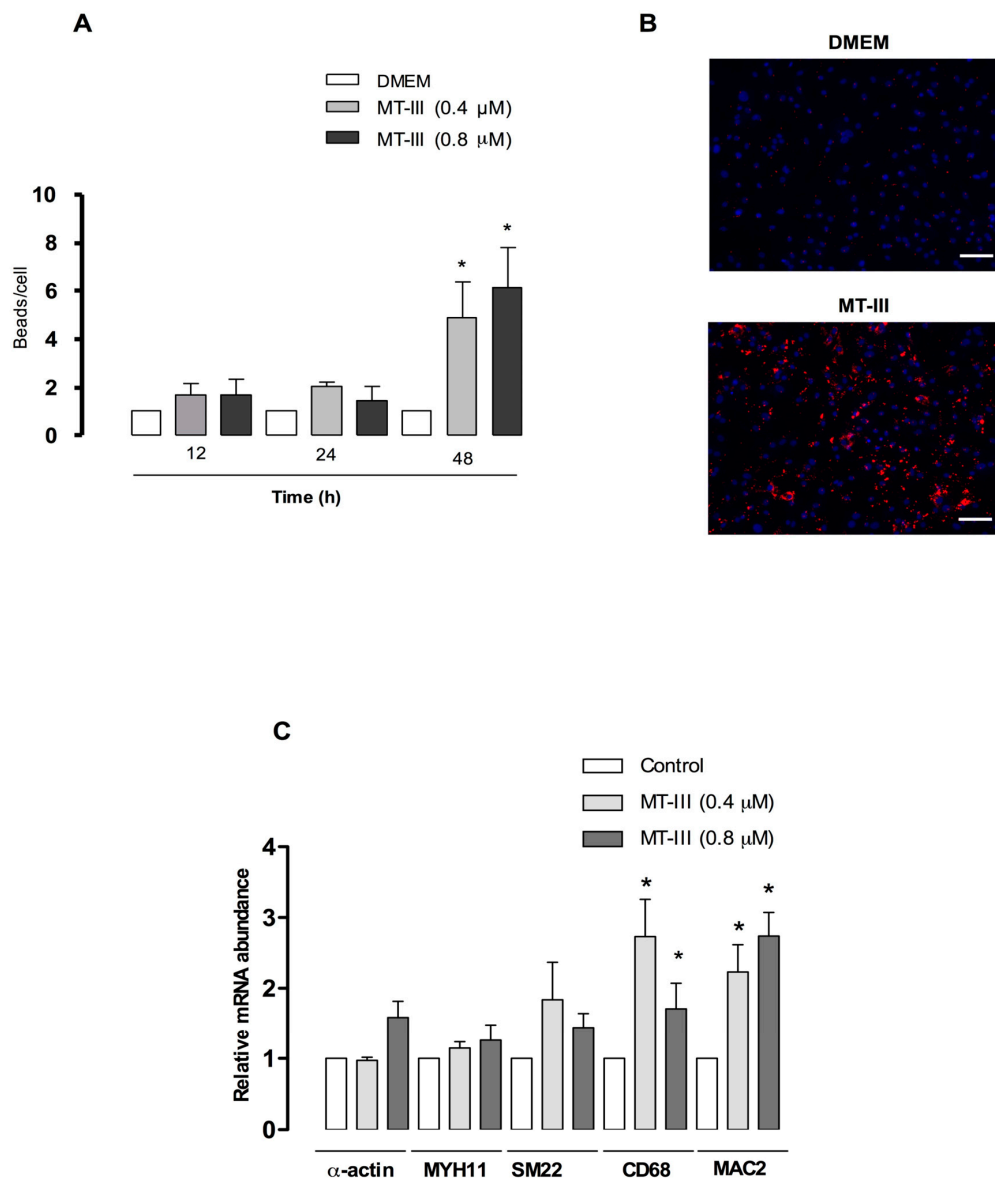 A
DMEM
MT-III (0.4 µM)
MT-III (0.8 µM)
10
8
6
4
2
0
Beads/cell
* *
12 24 48
Time (h)
B
DMEM
MT-III
C
Control
MT-III (0.4 µM)
MT-III (0.8 µM)
4
3
2
1
0
Relative mRNA abundance
* * * *
α-actin MYH11 SM22 CD68 MAC2